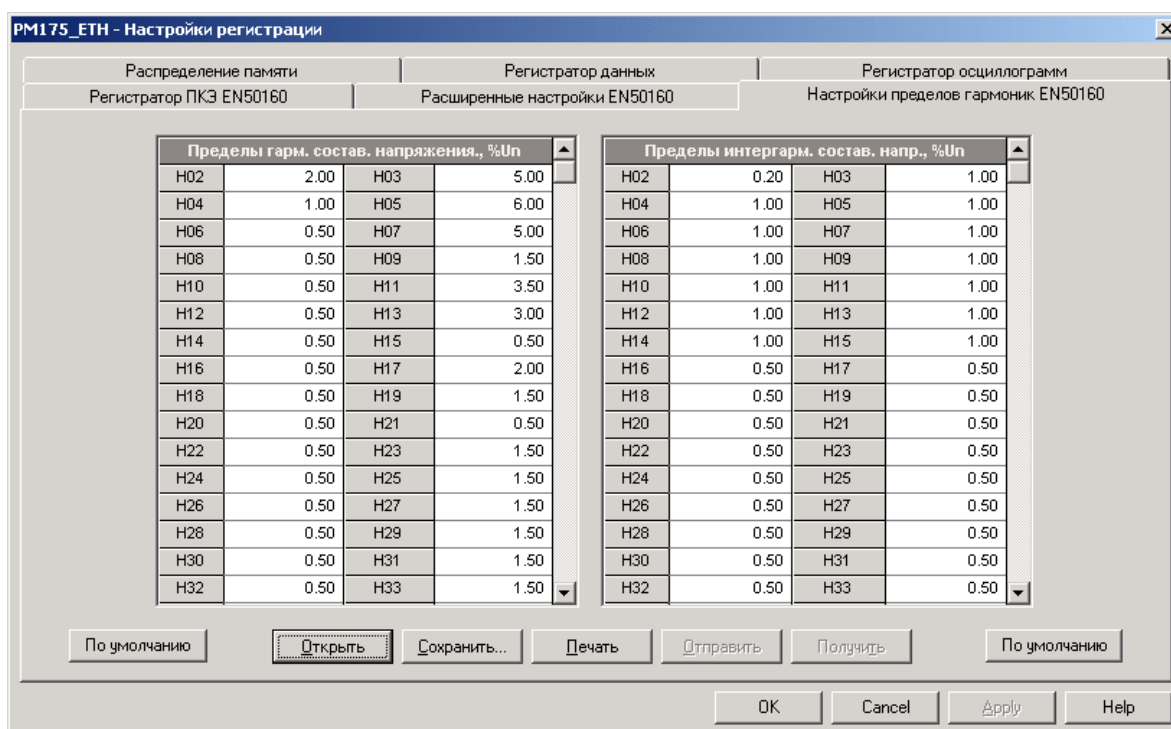 PM175_ETH - Настройки регистрации
Распределение памяти Регистратор данных Регистратор осциллограмм
Регистратор ПКЭ EN50160 Расширенные настройки EN50160 Настройки пределов гармоник EN50160
Пределы гарм. состав. напряжения., %Un Пределы интергарм. состав. напр., %Un
H02 2.00 H03 5.00 H02 0.20 H03 1.00
H04 1.00 H05 6.00 H04 1.00 H05 1.00
H06 0.50 H07 5.00 H06 1.00 H07 1.00
H08 0.50 H09 1.50 H08 1.00 H09 1.00
H10 0.50 H11 3.50 H10 1.00 H11 1.00
H12 0.50 H13 3.00 H12 1.00 H13 1.00
H14 0.50 H15 0.50 H14 1.00 H15 1.00
H16 0.50 H17 2.00 H16 0.50 H17 0.50
H18 0.50 H19 1.50 H18 0.50 H19 0.50
H20 0.50 H21 0.50 H20 0.50 H21 0.50
H22 0.50 H23 1.50 H22 0.50 H23 0.50
H24 0.50 H25 1.50 H24 0.50 H25 0.50
H26 0.50 H27 1.50 H26 0.50 H27 0.50
H28 0.50 H29 1.50 H28 0.50 H29 0.50
H30 0.50 H31 1.50 H30 0.50 H31 0.50
H32 0.50 H33 1.50 H32 0.50 H33 0.50
По умолчанию Открыть Сохранить... Печать Отправить Получить По умолчанию
OK Cancel Apply Help